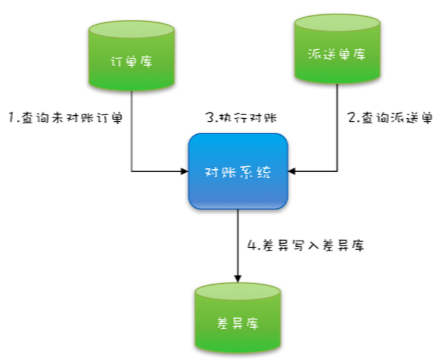 订单库
派送单库
1.查询未对账订单
3.执行对账
2.查询派送单
对账系统
4.差异写入差异库
差异库